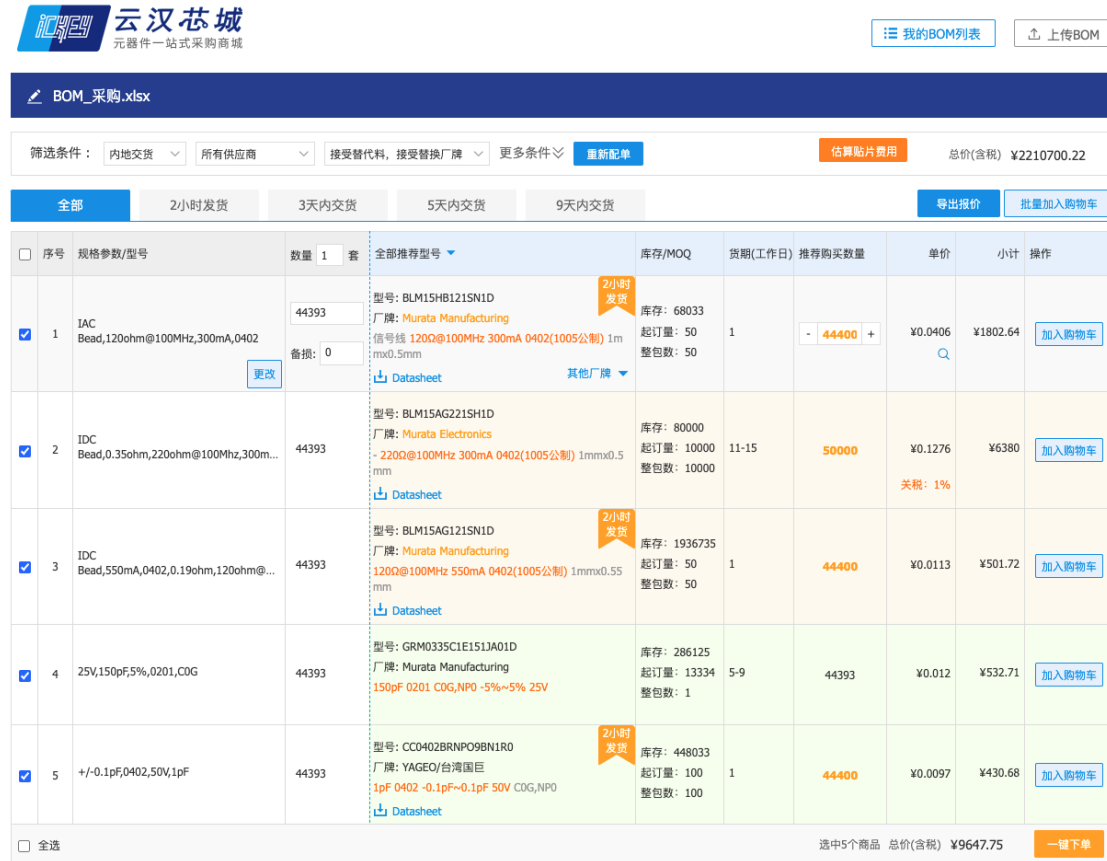 iCKEY 云汉芯城
元器件一站式采购商城
我的BOM列表
上传BOM
BOM_采购.xlsx
筛选条件： 内地交货 所有供应商 接受替代料，接受替换厂牌 更多条件 重新配单 估算贴片费用 总价(含税) ¥2210700.22
全部 2小时发货 3天内交货 5天内交货 9天内交货 导出报价 批量加入购物车
序号 规格参数/型号 数量 1 套 全部推荐型号 库存/MOQ 货期(工作日) 推荐购买数量 单价 小计 操作
1
IAC
Bead,120ohm@100MHz,300mA,0402
更改
44393
备损: 0
型号: BLM15HB121SN1D
厂牌: Murata Manufacturing
信号线 120Ω@100MHz 300mA 0402(1005公制) 1m
mx0.5mm
Datasheet
其他厂牌
2小时
发货
库存: 68033
起订量: 50
整包数: 50
1
- 44400 +
¥0.0406
¥1802.64
加入购物车
2
IDC
Bead,0.35ohm,220ohm@100Mhz,300m...
44393
型号: BLM15AG221SH1D
厂牌: Murata Electronics
- 220Ω@100MHz 300mA 0402(1005公制) 1mmx0.5
mm
Datasheet
库存: 80000
起订量: 10000
整包数: 10000
11-15
50000
¥0.1276
关税: 1%
¥6380
加入购物车
3
IDC
Bead,550mA,0402,0.19ohm,120ohm@...
44393
型号: BLM15AG121SN1D
厂牌: Murata Manufacturing
120Ω@100MHz 550mA 0402(1005公制) 1mmx0.55
mm
Datasheet
2小时
发货
库存: 1936735
起订量: 50
整包数: 50
1
44400
¥0.0113
¥501.72
加入购物车
4
25V,150pF,5%,0201,C0G
44393
型号: GRM0335C1E151JA01D
厂牌: Murata Manufacturing
150pF 0201 C0G,NP0 -5%~5% 25V
库存: 286125
起订量: 13334
整包数: 1
5-9
44393
¥0.012
¥532.71
加入购物车
5
+/-0.1pF,0402,50V,1pF
44393
型号: CC0402BRNPO9BN1R0
厂牌: YAGEO/台湾国巨
1pF 0402 -0.1pF~0.1pF 50V C0G,NP0
Datasheet
2小时
发货
库存: 448033
起订量: 100
整包数: 100
1
44400
¥0.0097
¥430.68
加入购物车
全选 选中5个商品 总价(含税) ¥9647.75 一键下单